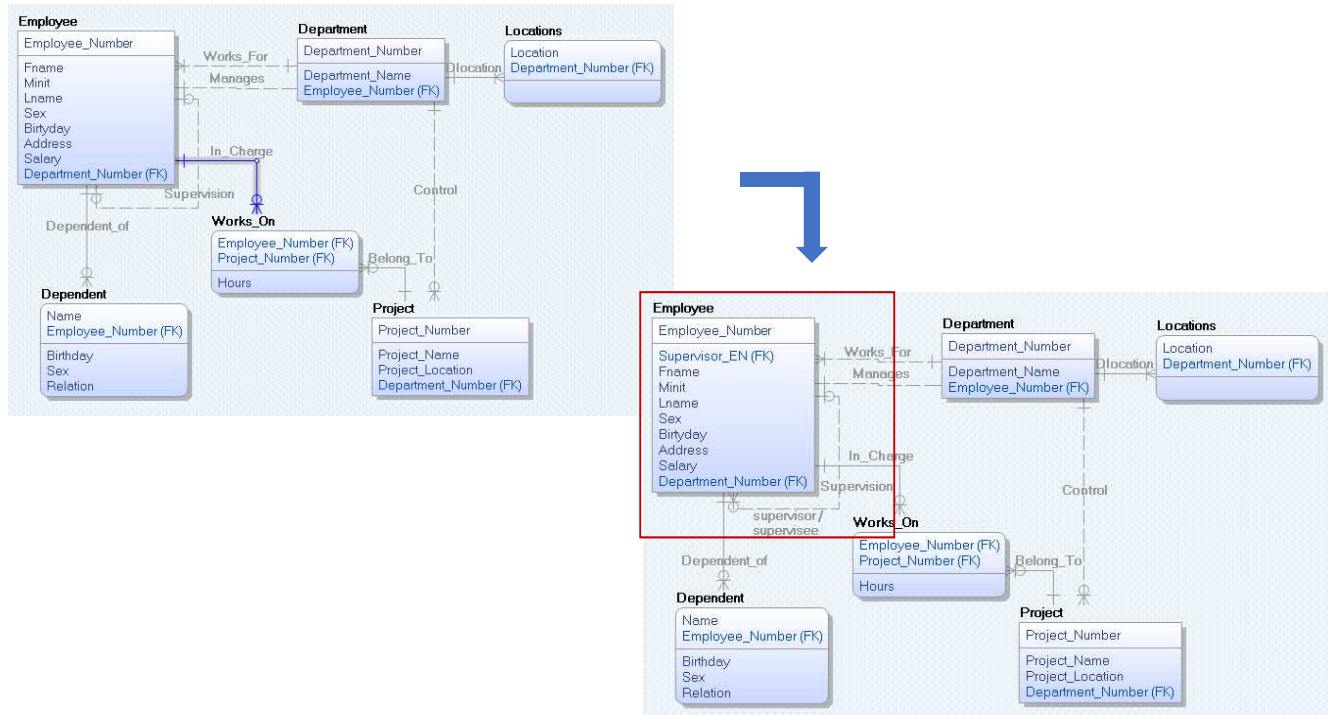 Employee
Employee_Number
Fname
Minit
Lname
Sex
Birtyday
Address
Salary
Department_Number (FK)
Works_For
Manages
Department
Department_Number
Department_Name
Employee_Number (FK)
Dlocation
Locations
Location
Department_Number (FK)
In_Charge
Supervision
Control
Dependent_of
Works_On
Employee_Number (FK)
Project_Number (FK)
Hours
Belong_To
Dependent
Name
Employee_Number (FK)
Birthday
Sex
Relation
Project
Project_Number
Project_Name
Project_Location
Department_Number (FK)
Employee
Employee_Number
Supervisor_EN (FK)
Fname
Minit
Lname
Sex
Birtyday
Address
Salary
Department_Number (FK)
Works_For
Manages
Department
Department_Number
Department_Name
Employee_Number (FK)
Dlocation
Locations
Location
Department_Number (FK)
In_Charge
Supervision
supervisor/
supervisee
Control
Dependent_of
Works_On
Employee_Number (FK)
Project_Number (FK)
Hours
Belong_To
Dependent
Name
Employee_Number (FK)
Birthday
Sex
Relation
Project
Project_Number
Project_Name
Project_Location
Department_Number (FK)